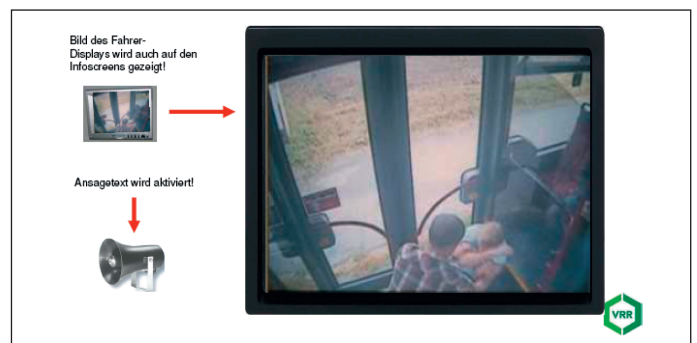 Bild des Fahrer-
Displays wird auch auf den
Infoscreens gezeigt!
Ansagetext wird aktiviert!
VRR